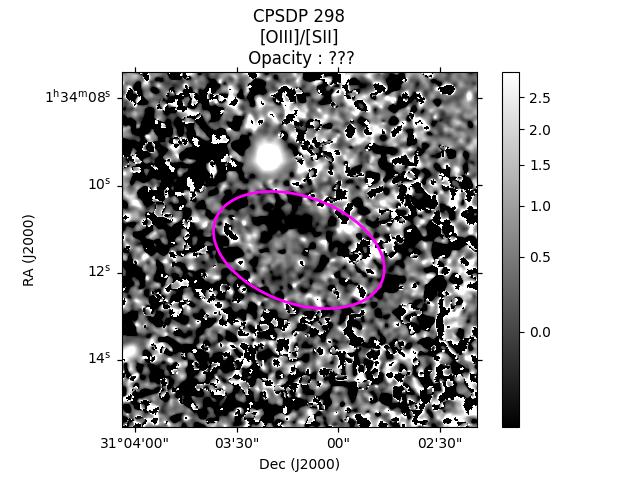 CPSDP 298
[OIII]/[SII]
Opacity : ???
1h34m08s
10s
12s
14s
RA (J2000)
31°04'00"
03'30"
00"
02'30"
Dec (J2000)
2.5
2.0
1.5
1.0
0.5
0.0